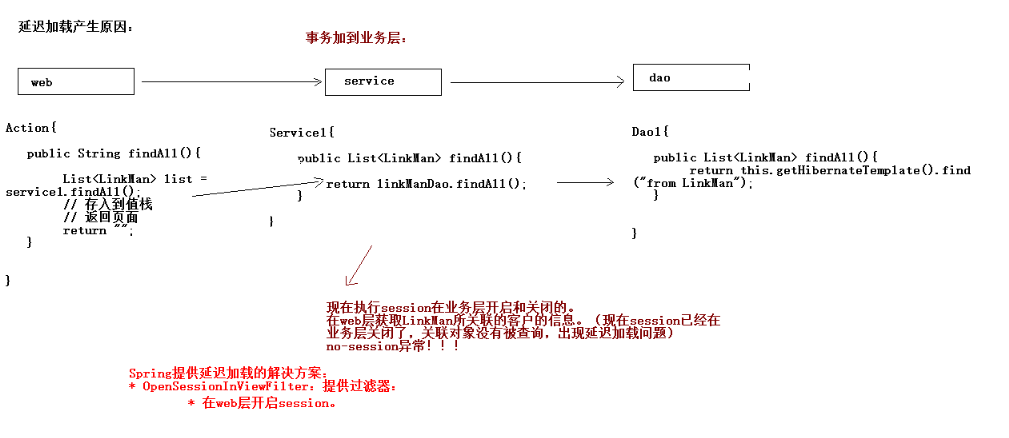 延迟加载产生原因：
事务加到业务层：
web
service
dao
Action{
public String findAll(){
List<LinkMan> list =
service1.findAll();
// 存入到值栈
// 返回页面
return "";
}
}
Service1{
public List<LinkMan> findAll(){
return linkManDao.findAll();
}
}
Dao1{
public List<LinkMan> findAll(){
return this.getHibernateTemplate().find
("from LinkMan");
}
}
现在执行session在业务层开启和关闭的。
在web层获取LinkMan所关联的客户的信息。（现在session已经在
业务层关闭了，关联对象没有被查询，出现延迟加载问题）
no-session异常！！！
Spring提供延迟加载的解决方案：
* OpenSessionInViewFilter：提供过滤器：
* 在web层开启session。